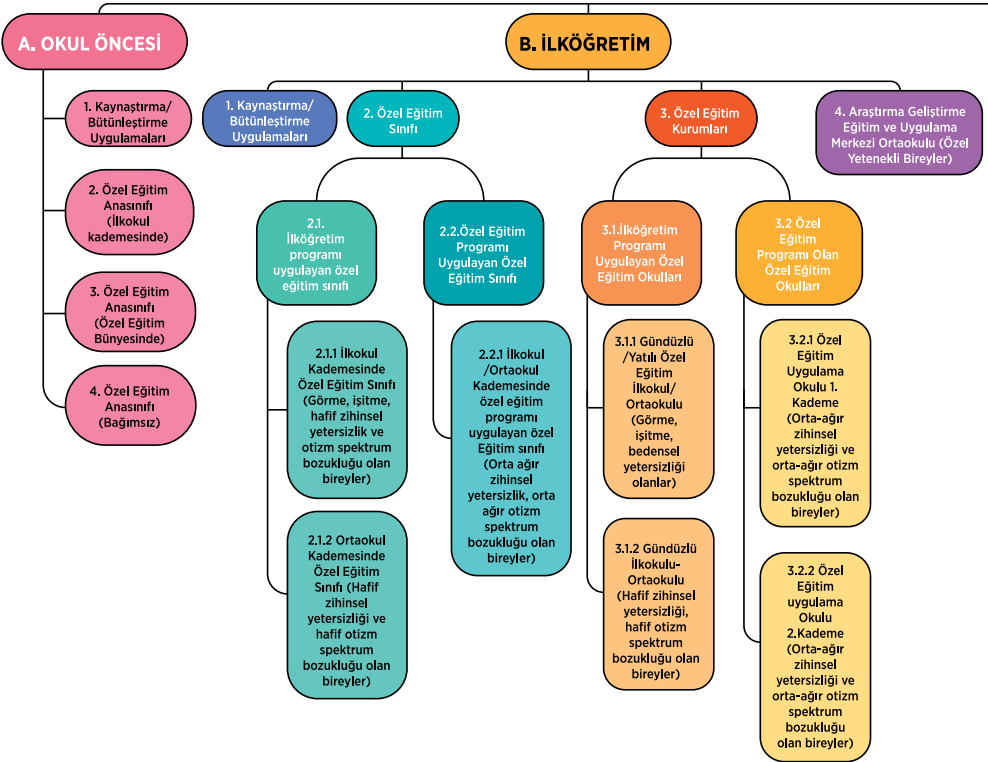 A. OKUL ÖNCESİ
1. Kaynaştırma/
Bütünleştirme
Uygulamaları
2. Özel Eğitim
Anasınıfı
(İlkokul
kademesinde)
3. Özel Eğitim
Anasınıfı
(Özel Eğitim
Bünyesinde)
4. Özel Eğitim
Anasınıfı
(Bağımsız)
B. İLKÖĞRETİM
1. Kaynaştırma/
Bütünleştirme
Uygulamaları
2. Özel Eğitim
Sınıfı
2.1.
İlköğretim
programı
uygulayan özel
eğitim sınıfı
2.1.1 İlkokul
Kademesinde
Özel Eğitim Sınıfı
(Görme, işitme,
hafif zihinsel
yetersizlik ve
otizm spektrum
bozukluğu olan
bireyler)
2.1.2 Ortaokul
Kademesinde
Özel Eğitim
Sınıfı (Hafif
zihinsel
yetersizliği ve
hafif otizm
spektrum
bozukluğu olan
bireyler)
2.2.Özel Eğitim
Programı
Uygulayan Özel
Eğitim Sınıfı
2.2.1 İlkokul
/Ortaokul
Kademesinde
özel eğitim
programı
uygulayan özel
Eğitim sınıfı
(Orta ağır
zihinsel
yetersizlik, orta
ağır otizm
spektrum
bozukluğu olan
bireyler)
3. Özel Eğitim
Kurumları
3.1.İlköğretim
Programı
Uygulayan Özel
Eğitim Okulları
3.1.1 Gündüzlü
/Yatılı Özel
Eğitim
İlkokul/
Ortaokulu
(Görme,
işitme,
bedensel
yetersizliği
olanlar)
3.1.2 Gündüzlü
İlkokulu-
Ortaokulu
(Hafif zihinsel
yetersizliği,
hafif otizm
spektrum
bozukluğu olan
bireyler)
3.2 Özel
Eğitim
Programı Olan
Özel Eğitim
Okulları
3.2.1 Özel
Eğitim
Uygulama
Okulu 1.
Kademe
(Orta-ağır
zihinsel
yetersizliği ve
orta-ağır otizm
spektrum
bozukluğu olan
bireyler)
3.2.2 Özel
Eğitim
uygulama
Okulu
2.Kademe
(Orta-ağır
zihinsel
yetersizliği ve
orta-ağır otizm
spektrum
bozukluğu
olan bireyler)
4. Araştırma Geliştirme
Eğitim ve Uygulama
Merkezi Ortaokulu (Özel
Yetenekli Bireyler)